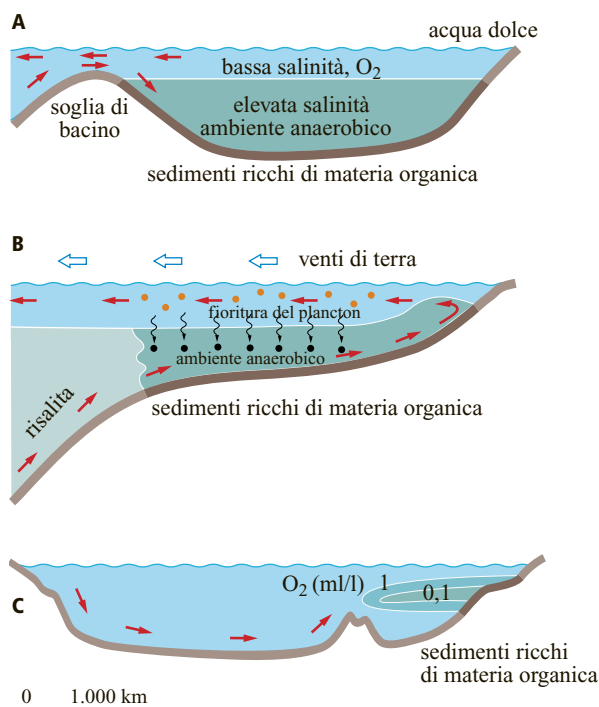 A
acqua dolce
bassa salinità, O₂
soglia di
bacino
elevata salinità
ambiente anaerobico
sedimenti ricchi di materia organica
B
venti di terra
fioritura del plancton
ambiente anaerobico
risalita
sedimenti ricchi di materia organica
C
O₂ (ml/l) 1
0,1
sedimenti ricchi
di materia organica
0 1.000 km